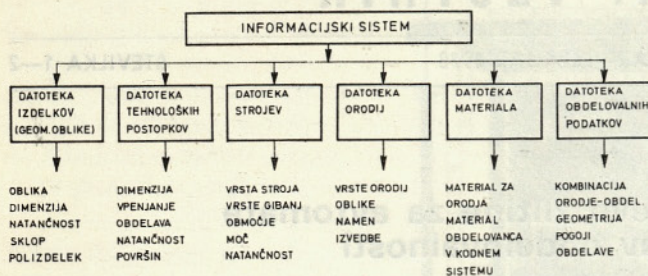 INFORMACIJSKI SISTEM
DATOTEKA
IZDELKOV
(GEOM.OBLIKE)
DATOTEKA
TEHNOLOŠKIH
POSTOPKOV
DATOTEKA
STROJEV
DATOTEKA
ORODIJ
DATOTEKA
MATERIALA
DATOTEKA
OBDELOVALNIH
PODATKOV
OBLIKA
DIMENZIJA
NATANČNOST
SKLOP
POLIZDELEK
DIMENZIJA
VPENJANJE
OBDELAVA
NATANČNOST
POVRŠIN
VRSTA STROJA
VRSTE GIBANJ
OBMOČJE
MOČ
NATANČNOST
VRSTE ORODIJ
OBLIKE
NAMEN
IZVEDBE
MATERIAL ZA
ORODJA
MATERIAL
OBDELOVANCA
V KODNEM
SISTEMU
KOMBINACIJA
ORODJE-OBDEL.
GEOMETRIJA
POGOJI
OBDELAVE